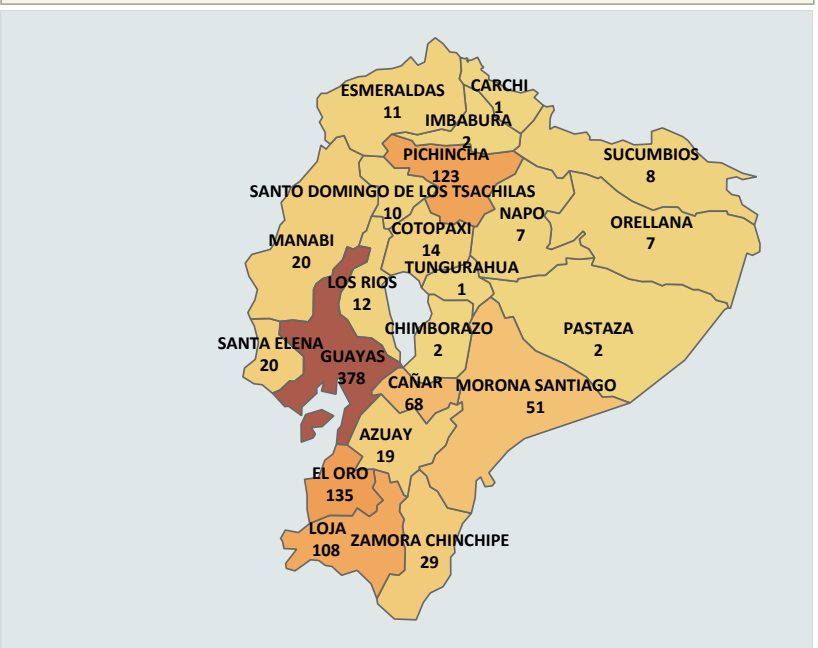 ESMERALDAS
11
CARCHI
1
IMBABURA
2
PICHINCHA
123
SUCUMBIOS
8
SANTO DOMINGO DE LOS TSACHILAS
10
NAPO
7
ORELLANA
7
COTOPAXI
14
MANABI
20
TUNGURAHUA
1
LOS RIOS
12
CHIMBORAZO
2
PASTAZA
2
SANTA ELENA
20
GUAYAS
378
CAÑAR
68
MORONA SANTIAGO
51
AZUAY
19
EL ORO
135
LOJA
108
ZAMORA CHINCHIPE
29